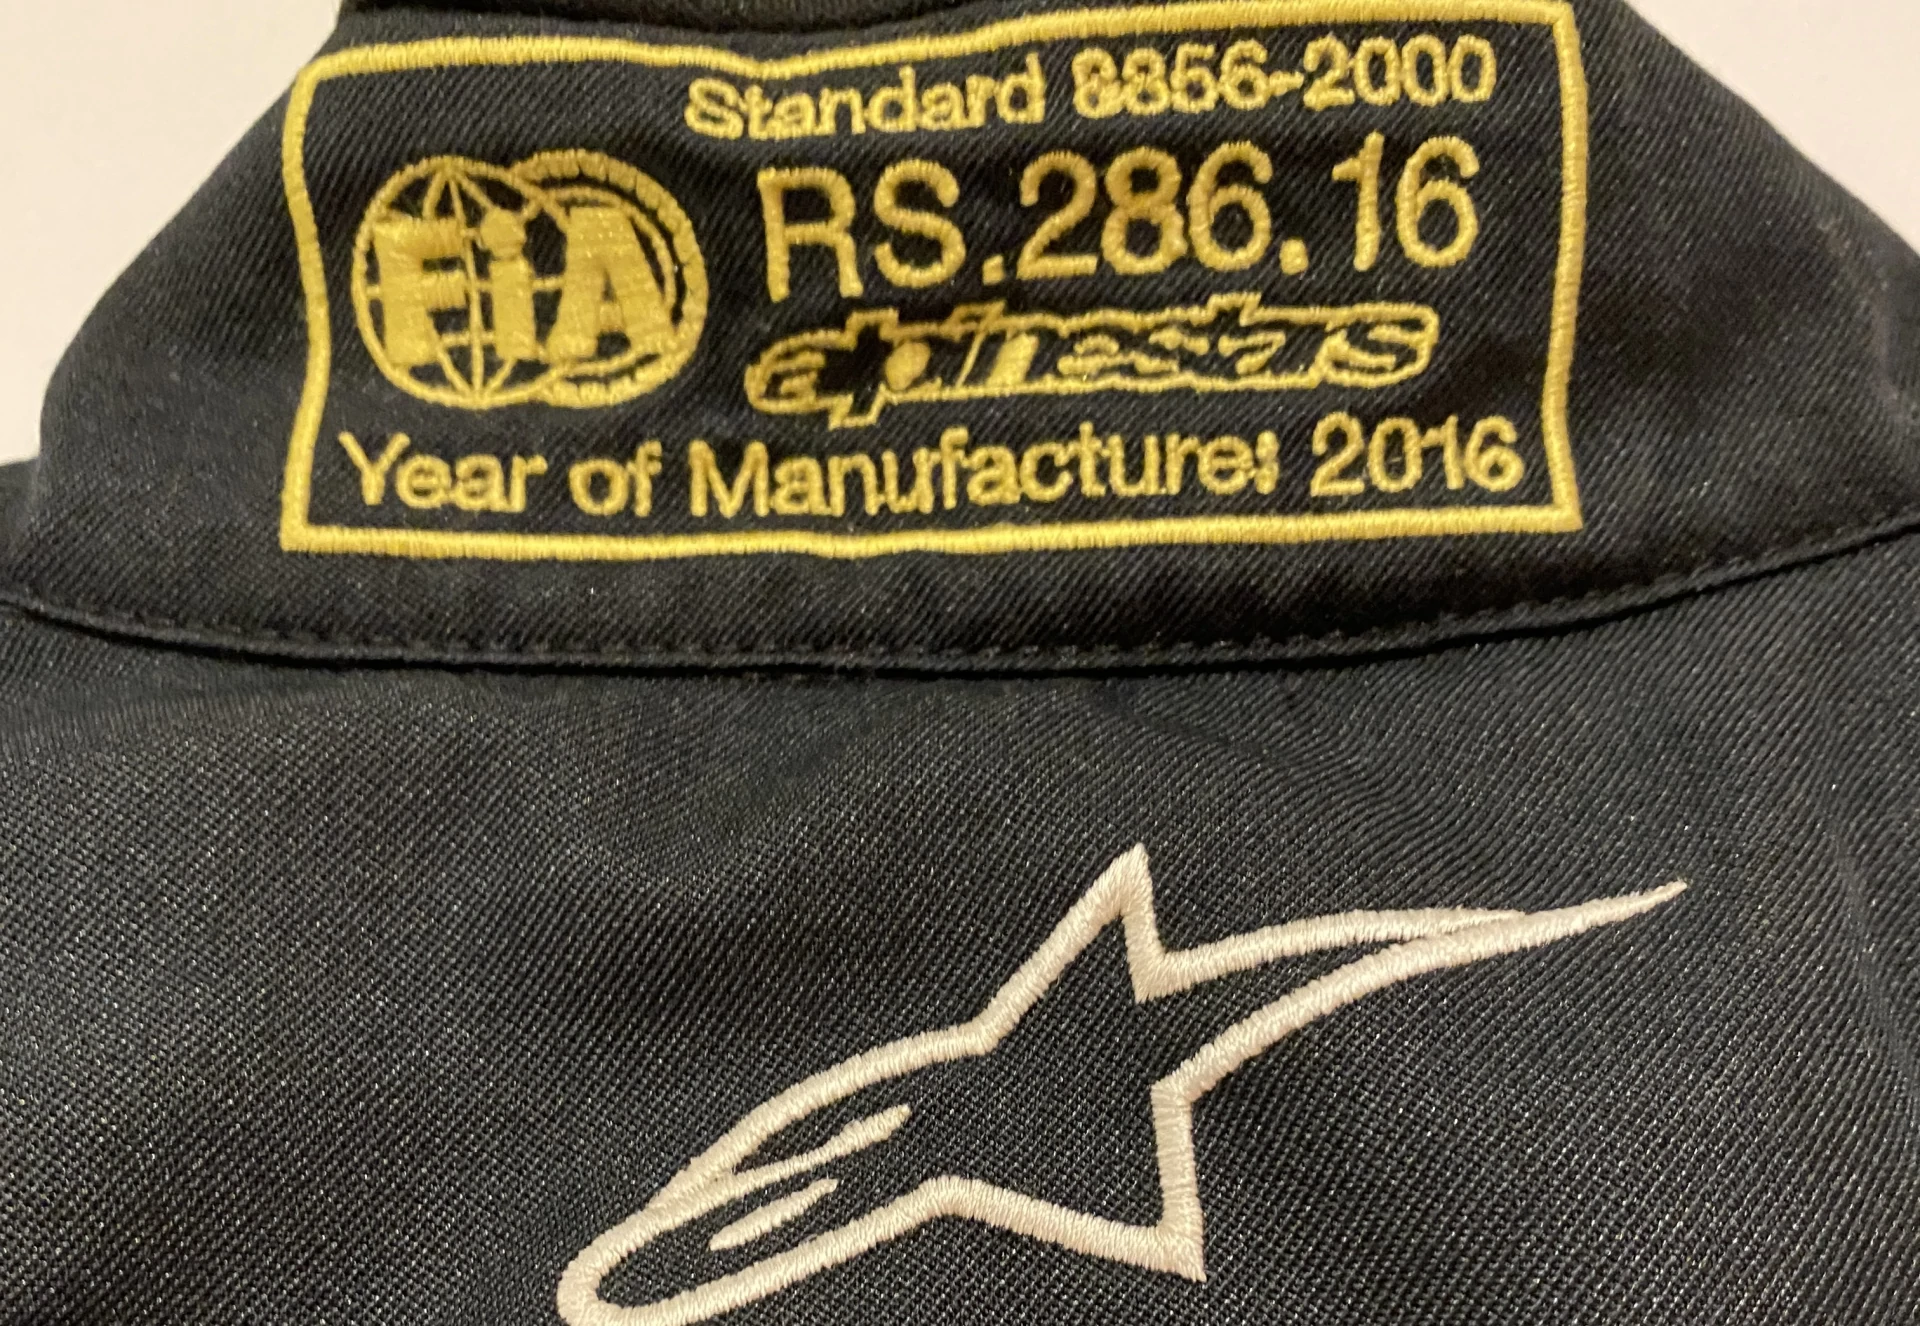 Standard 8856-2000
FiA
RS.286.16
alpinestars
Year of Manufacture: 2016